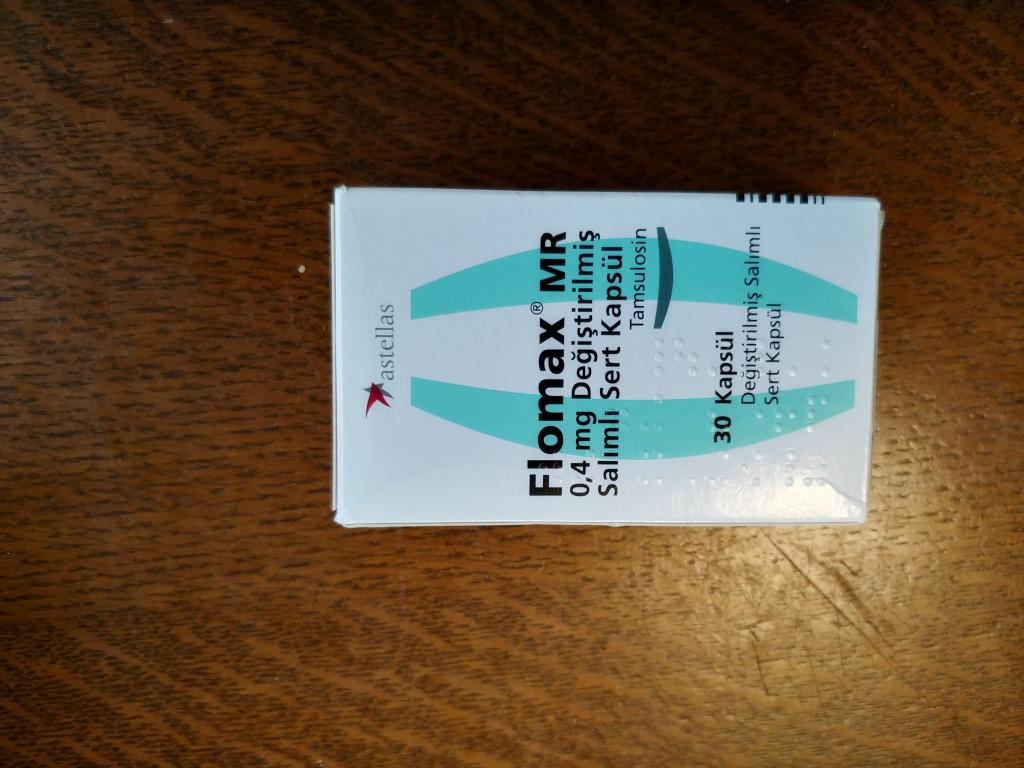 astellas
Flomax® MR
0,4 mg Değiştirilmiş
Salımlı Sert Kapsül
Tamsulosin
30 Kapsül
Değiştirilmiş Salımlı
Sert Kapsül